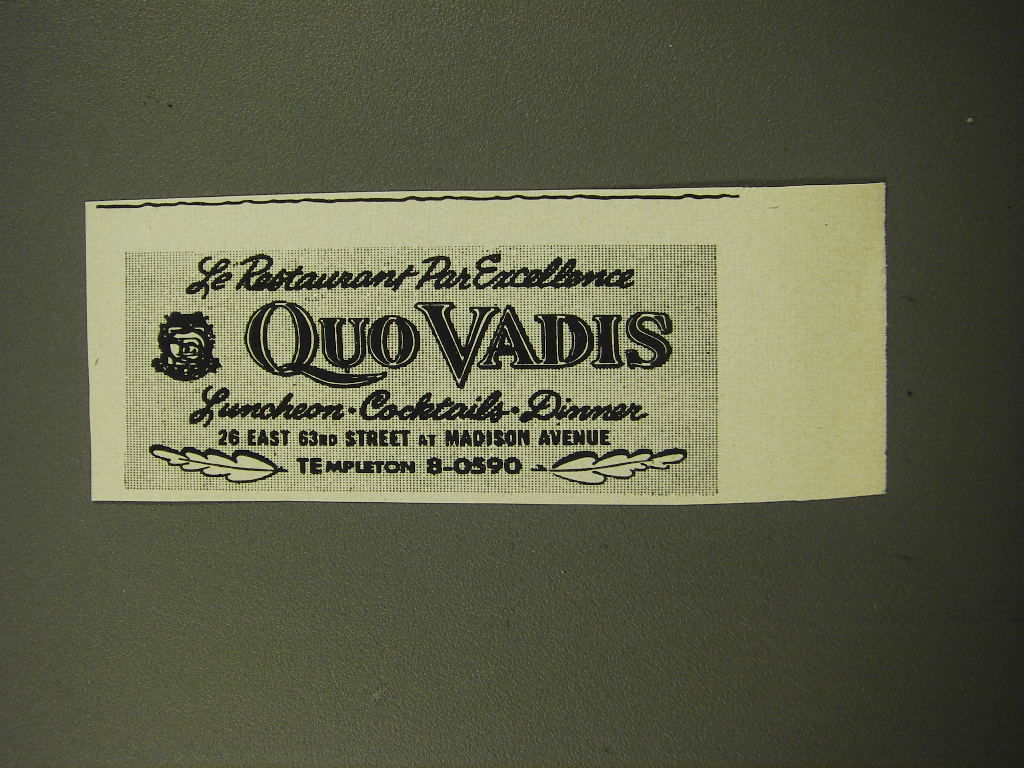 Le Restaurant Par Excellence
QUO VADIS
Luncheon · Cocktails · Dinner
26 EAST 63RD STREET AT MADISON AVENUE
TEMPLETON 8-0590